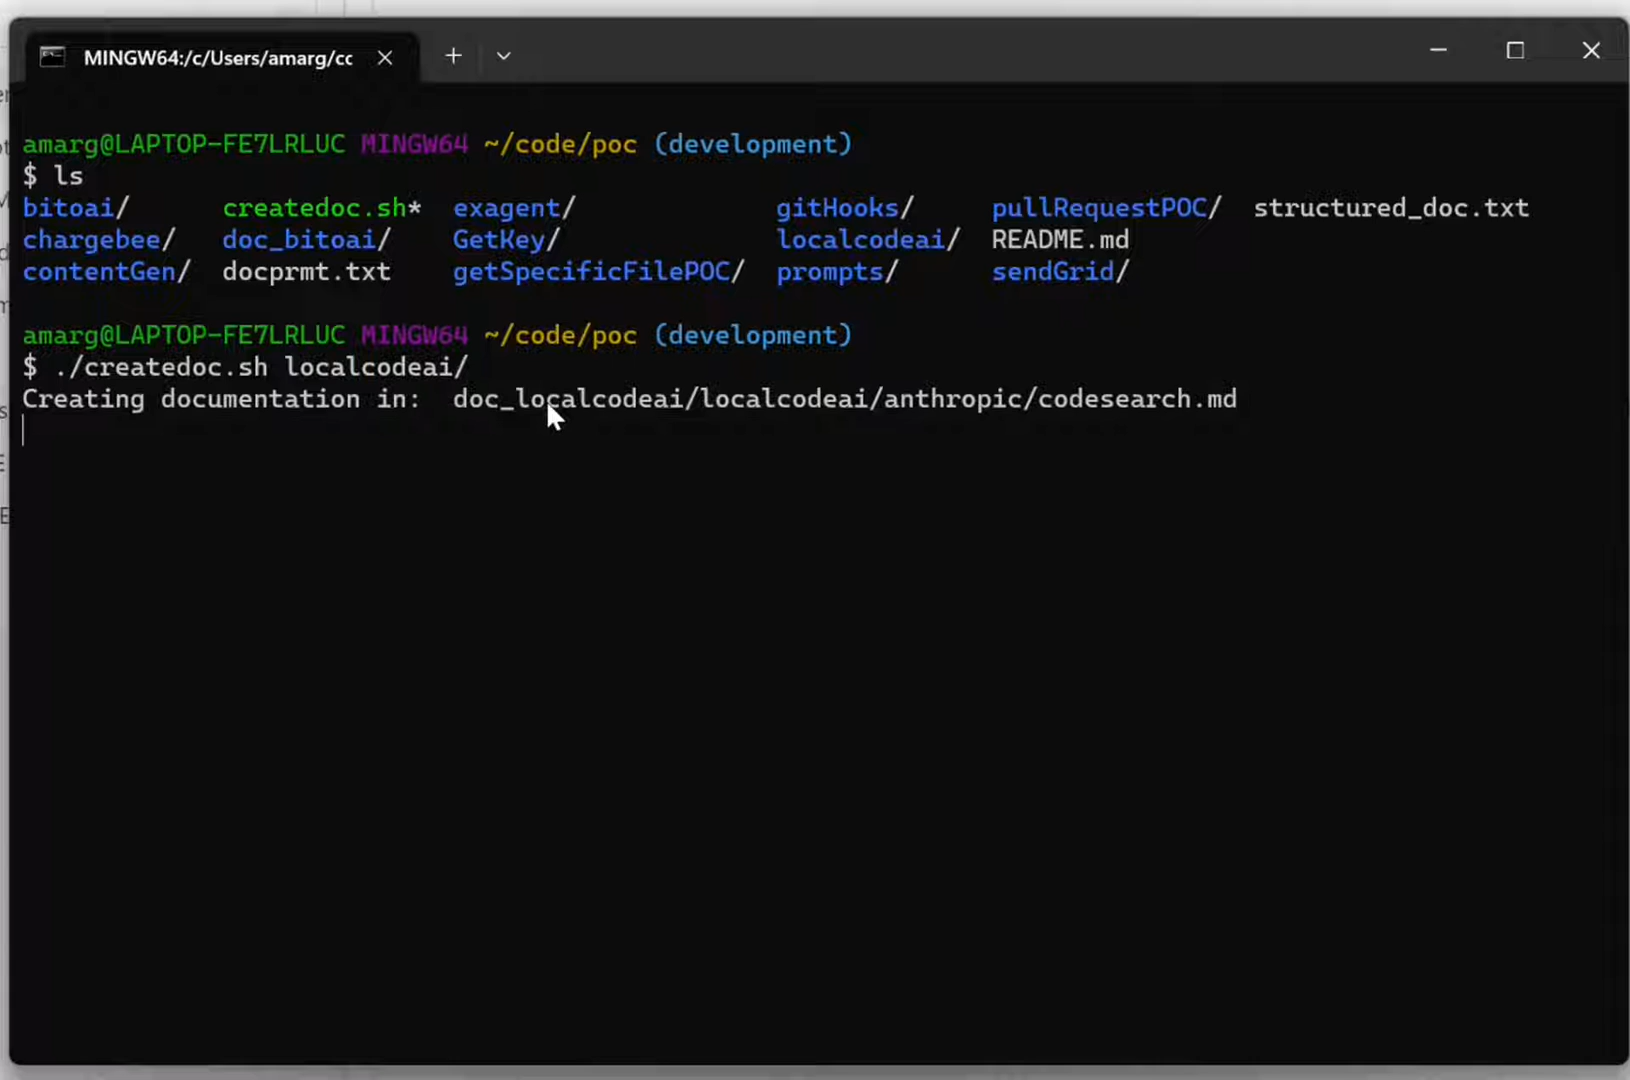 MINGW64:/c/Users/amarg/cc
amarg@LAPTOP-FE7LRLUC MINGW64 ~/code/poc (development)
$ ls
bitoai/ createdoc.sh* exagent/ gitHooks/ pullRequestPOC/ structured_doc.txt
chargebee/ doc_bitoai/ GetKey/ localcodeai/ README.md
contentGen/ docprmt.txt getSpecificFilePOC/ prompts/ sendGrid/
amarg@LAPTOP-FE7LRLUC MINGW64 ~/code/poc (development)
$ ./createdoc.sh localcodeai/
Creating documentation in: doc_localcodeai/localcodeai/anthropic/codesearch.md